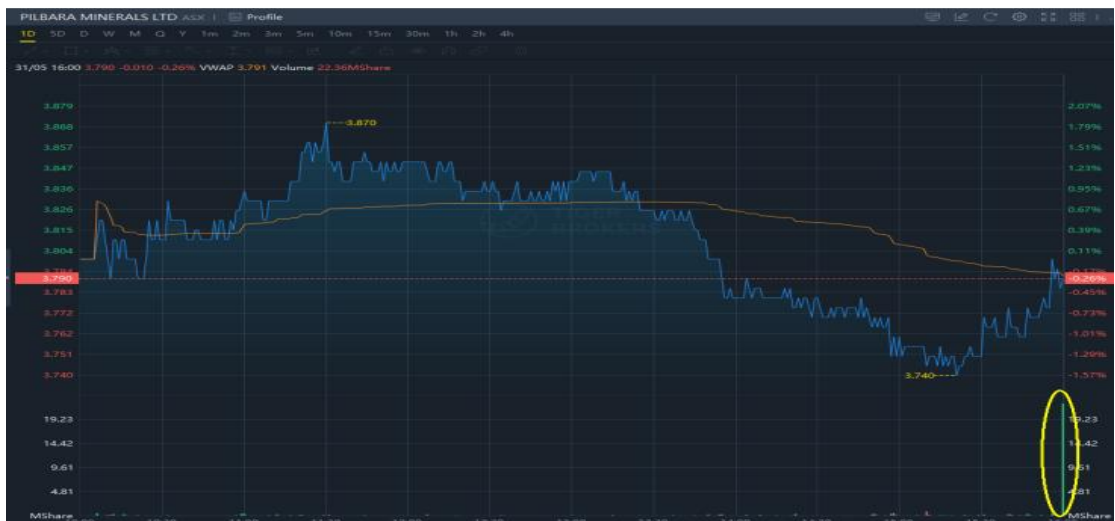 PILBARA MINERALS LTD ASX Profile
1D 5D D W M Q Y 1m 2m 3m 5m 10m 15m 30m 1h 2h 4h
31/05 16:00 3.790 -0.010 -0.26% VWAP 3.791 Volume 22.36MShare
3.879 2.07%
3.868 3.870 1.79%
3.857 1.51%
3.847 1.23%
3.836 0.95%
3.826 0.67%
3.815 BROKERS 0.39%
3.804 0.11%
3.794 -0.17%
3.790 -0.26%
3.783 -0.45%
3.772 -0.73%
3.762 -1.01%
3.751 -1.29%
3.740 3.740 -1.57%
19.23 19.23
14.42 14.42
9.61 9.61
4.81 4.81
MShare MShare